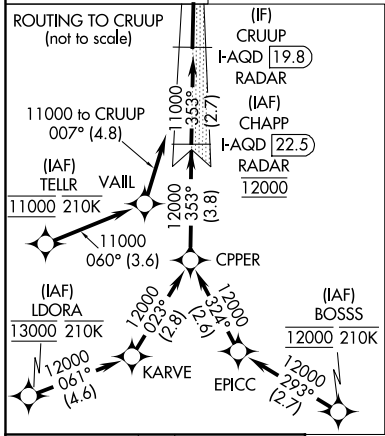 ROUTING TO CRUUP
(not to scale)
(IF)
CRUUP
I-AQD 19.8
RADAR
(IAF)
CHAPP
I-AQD 22.5
RADAR
12000
11000
353°
(2.7)
11000 to CRUUP
007° (4.8)
(IAF)
TELLR
11000 210K
VAIIL
11000
060° (3.6)
12000
353°
(3.8)
CPPER
(IAF)
LDORA
13000 210K
12000
061°
(4.6)
KARVE
12000
023°
(2.8)
12000
324°
(2.6)
EPICC
(IAF)
BOSSS
12000 210K
12000
293°
(2.7)